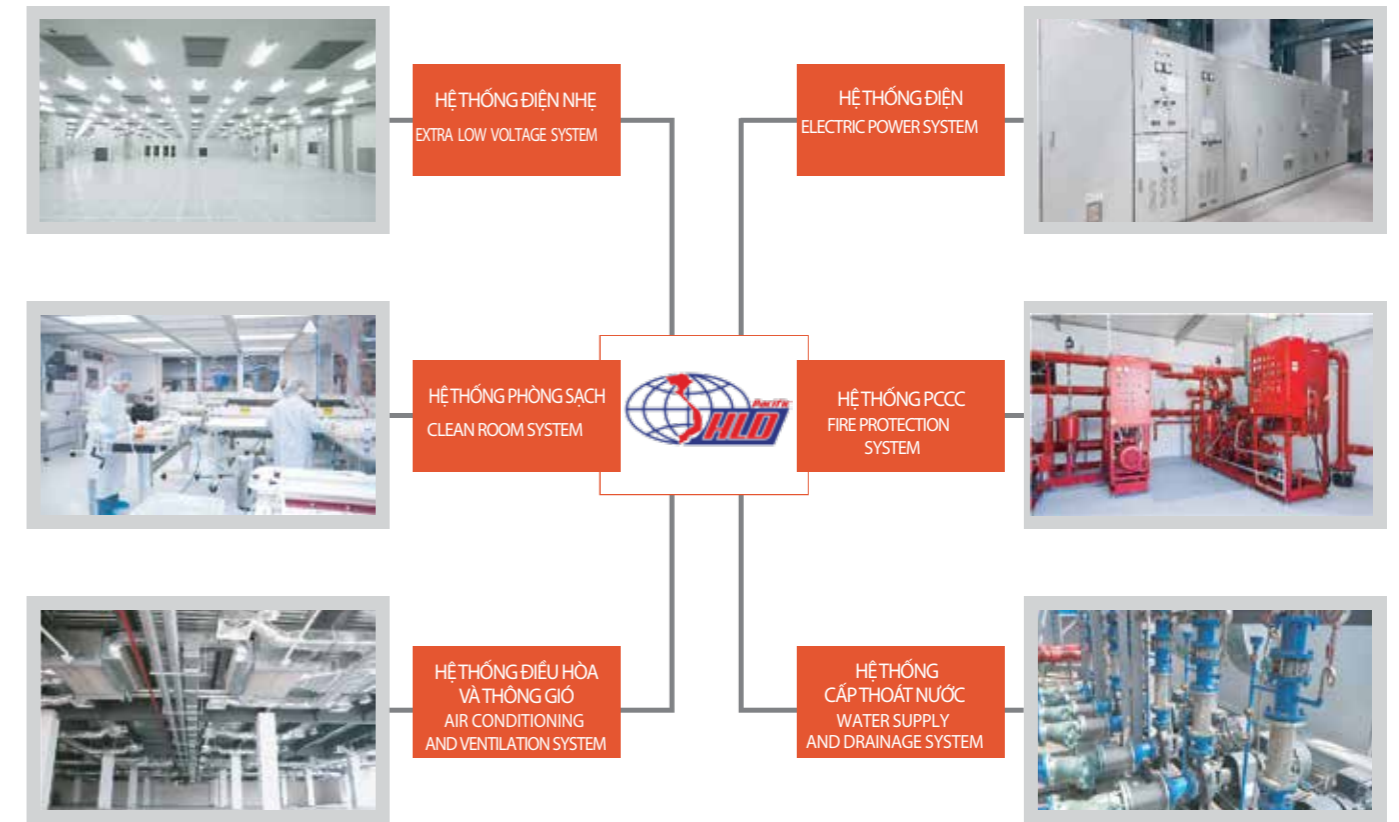 HỆ THỐNG ĐIỆN NHẸ
EXTRA LOW VOLTAGE SYSTEM
HỆ THỐNG ĐIỆN
ELECTRIC POWER SYSTEM
HỆ THỐNG PHÒNG SẠCH
CLEAN ROOM SYSTEM
Pacific
HLD
HỆ THỐNG PCCC
FIRE PROTECTION
SYSTEM
HỆ THỐNG ĐIỀU HÒA
VÀ THÔNG GIÓ
AIR CONDITIONING
AND VENTILATION SYSTEM
HỆ THỐNG
CẤP THOÁT NƯỚC
WATER SUPPLY
AND DRAINAGE SYSTEM